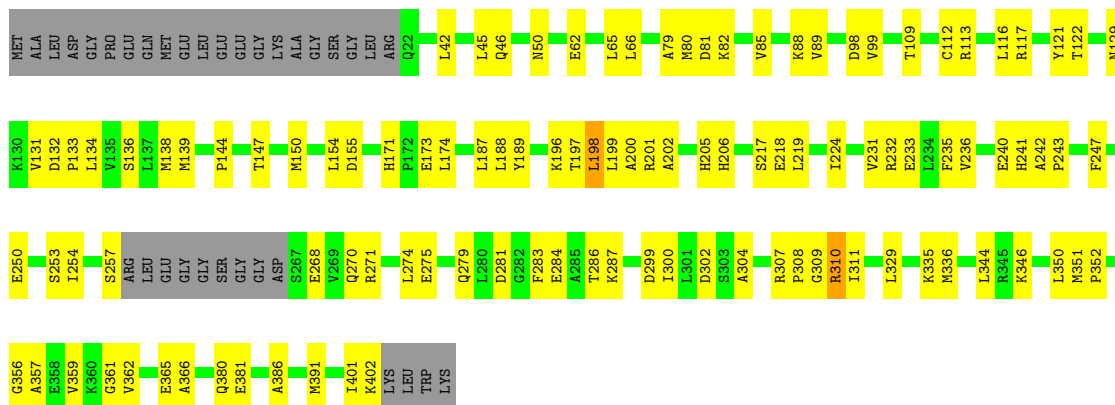 MET ALA LEU ASP GLY PRO GLU GLN MET GLU LEU GLU GLU GLY LYS ALA GLY SER GLY LEU ARG Q22 L42 L45 Q46 N50 E62 L65 L66 A79 M80 D81 K82 V85 K88 V89 D98 V99 T109 C112 R113 L116 R117 Y121 T122
K130 V131 D132 P133 L134 V135 S136 L137 M138 M139 P144 T147 M150 L154 D155 H171 P172 E173 L174 L187 L188 Y189 K196 T197 L198 L199 A200 R201 A202 H205 H206 S217 E218 L219 I224 V231 R232 E233 L234 F235 V236 E240 H241 A242 P243 F247
E250 S253 I254 S257 ARG LEU GLU GLY GLY SER GLY GLY ASP S267 E268 V269 Q270 R271 L274 E275 Q279 L280 D281 G282 F283 E284 A285 T286 K287 D299 I300 L301 D302 S303 A304 R307 P308 G309 R310 I311 L329 K335 M336 L344 R345 K346 L350 M351 P352
G356 A357 E358 V359 K360 G361 V362 E365 A366 Q380 E381 A386 M391 I401 K402 LYS LEU TRP LYS